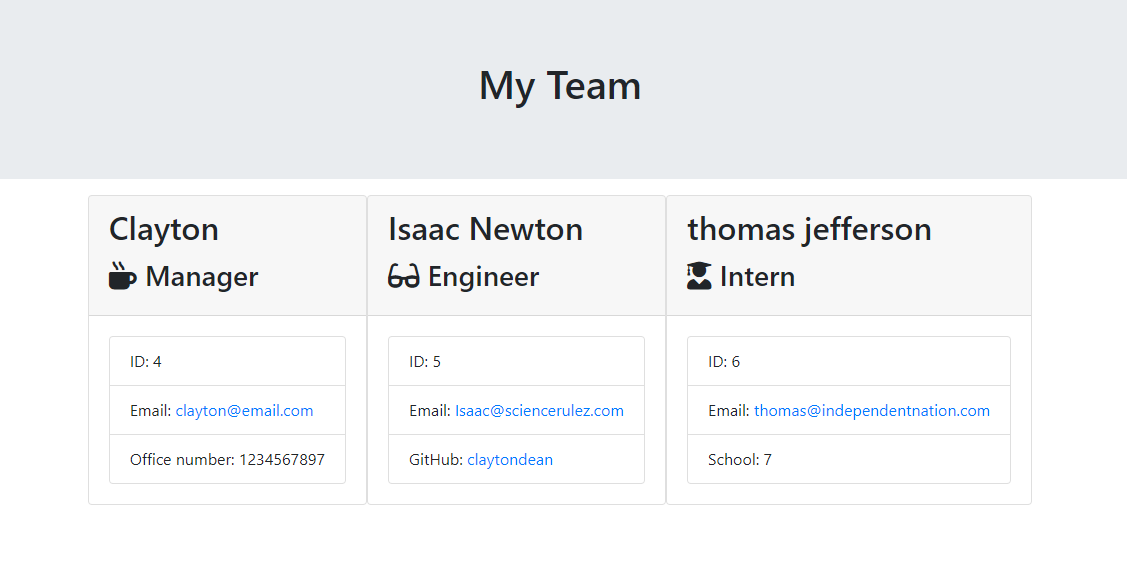 My Team
Clayton
Manager
ID: 4
Email: clayton@email.com
Office number: 1234567897
Isaac Newton
Engineer
ID: 5
Email: Isaac@sciencerulez.com
GitHub: claytondean
thomas jefferson
Intern
ID: 6
Email: thomas@independentnation.com
School: 7